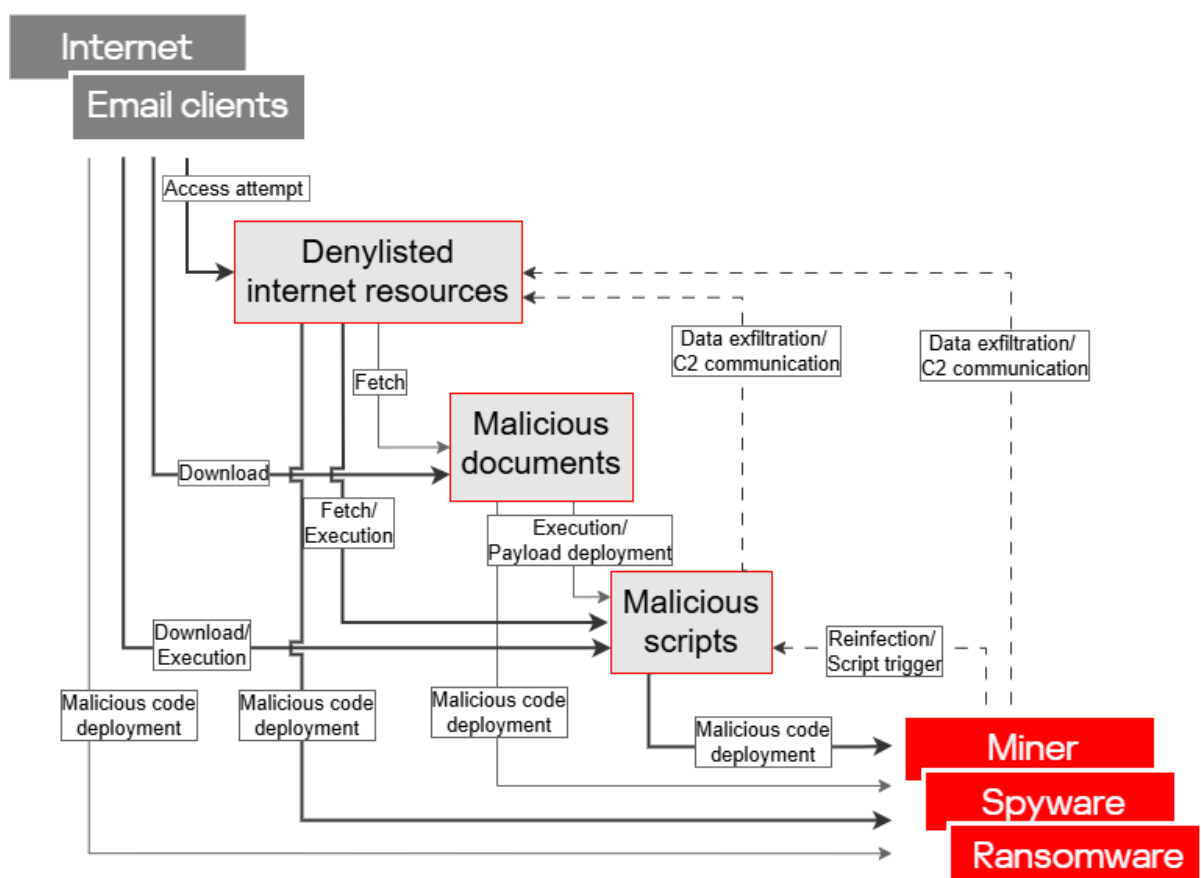 Internet
Email clients
Access attempt
Denylisted
internet resources
Data exfiltration/
C2 communication
Data exfiltration/
C2 communication
Fetch
Malicious
documents
Download
Fetch/
Execution
Execution/
Payload deployment
Malicious
scripts
Download/
Execution
Reinfection/
Script trigger
Malicious code
deployment
Malicious code
deployment
Malicious code
deployment
Malicious code
deployment
Miner
Spyware
Ransomware